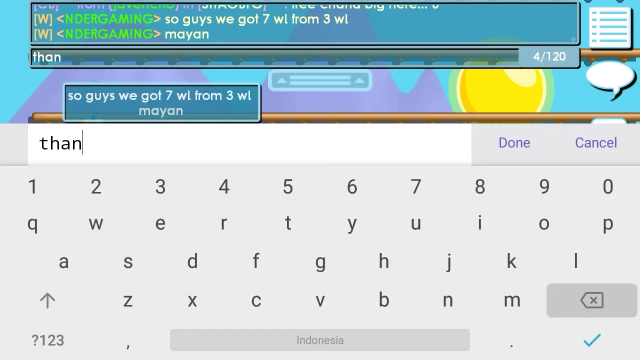 [W] <NDERGAMING> so guys we got 7 wl from 3 wl
[W] <NDERGAMING> mayan
than 4/120
so guys we got 7 wl from 3 wl
mayan
than Done Cancel
1 2 3 4 5 6 7 8 9 0
q w e r t y u i o p
a s d f g h j k l
z x c v b n m
?123 , Indonesia .